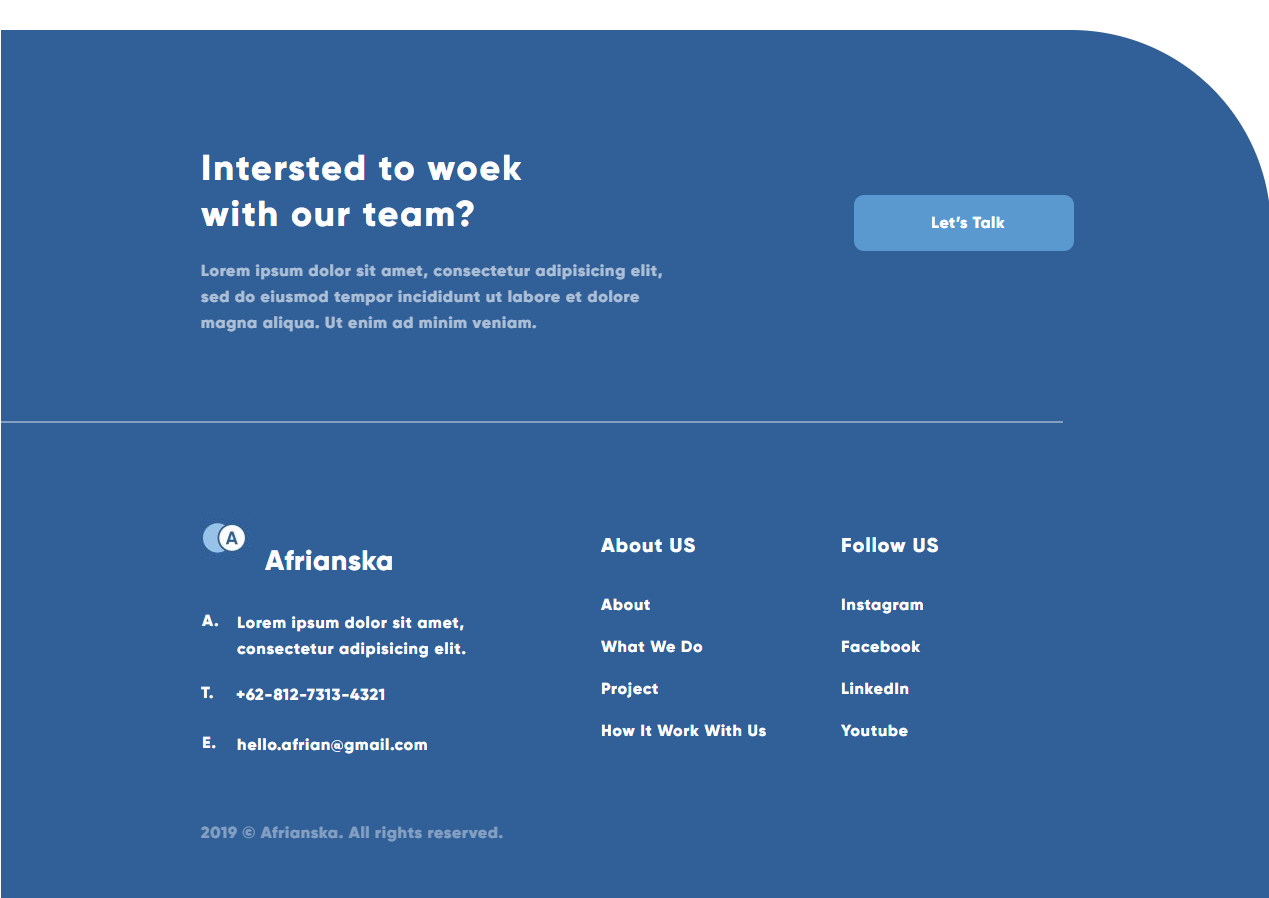 Intersted to woek
with our team?
Let's Talk
Lorem ipsum dolor sit amet, consectetur adipisicing elit,
sed do eiusmod tempor incididunt ut labore et dolore
magna aliqua. Ut enim ad minim veniam.
A
Afrianska
A. Lorem ipsum dolor sit amet,
consectetur adipisicing elit.
T. +62-812-7313-4321
E. hello.afrian@gmail.com
About US
About
What We Do
Project
How It Work With Us
Follow US
Instagram
Facebook
LinkedIn
Youtube
2019 © Afrianska. All rights reserved.